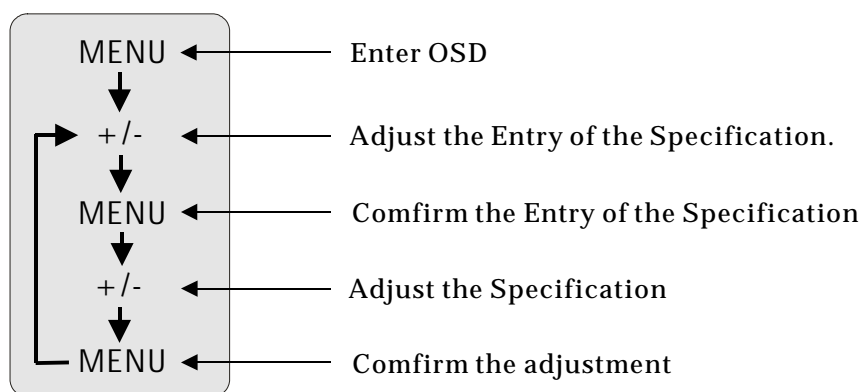 MENU Enter OSD
+/- Adjust the Entry of the Specification.
MENU Comfirm the Entry of the Specification
+/- Adjust the Specification
MENU Comfirm the adjustment